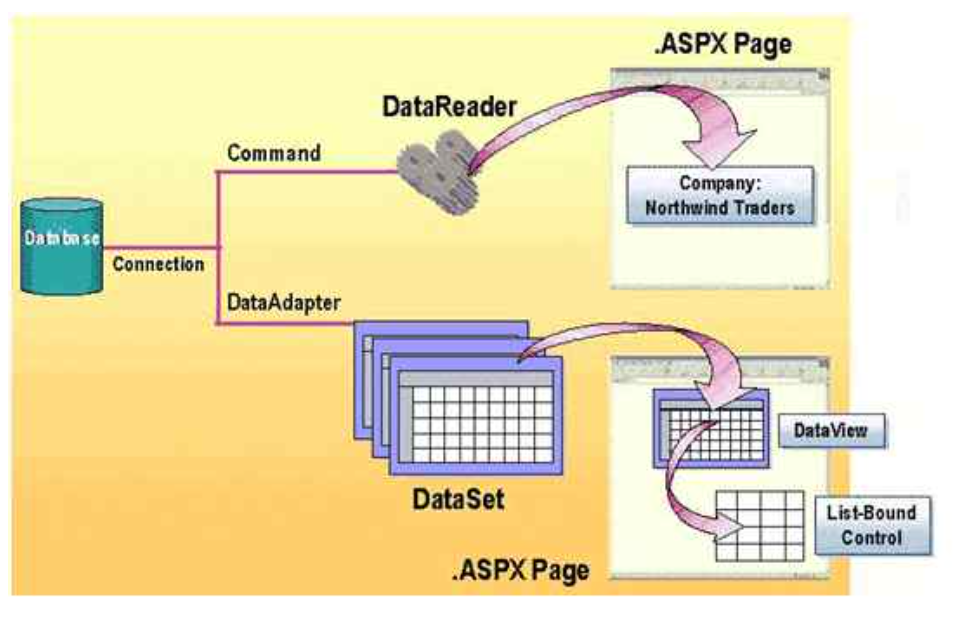 .ASPX Page
DataReader
Command
Company:
Northwind Traders
Database
Connection
DataAdapter
DataView
DataSet
List-Bound
Control
.ASPX Page